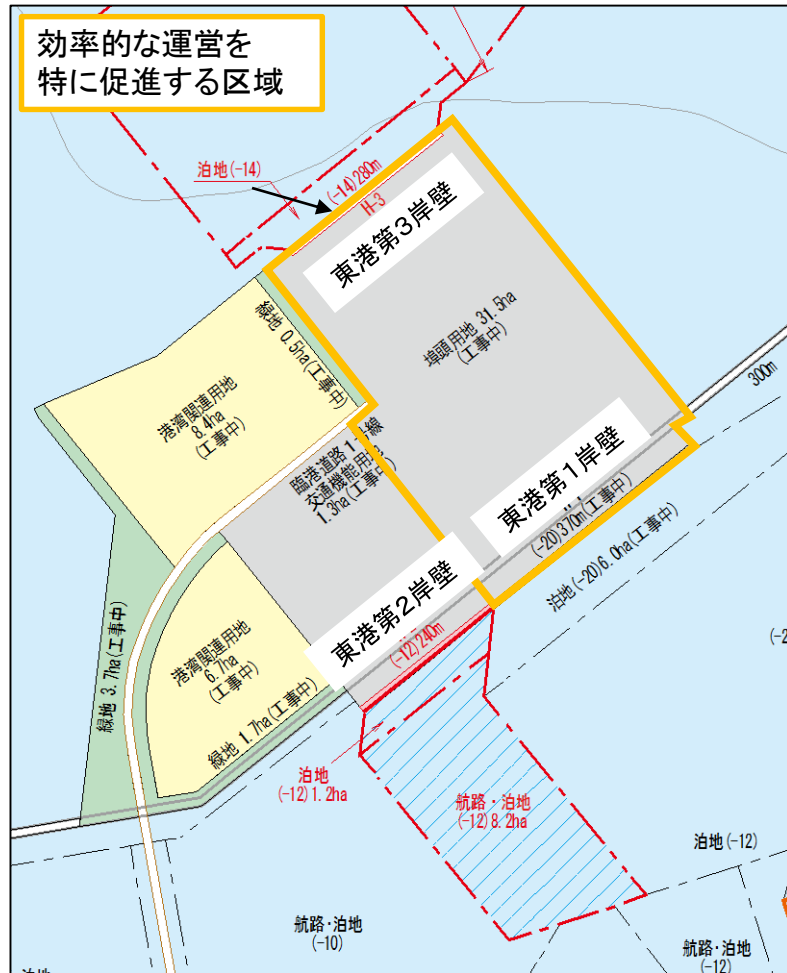 効率的な運営を
特に促進する区域
泊地(-14)
(-14)280m
H-3
東港第3岸壁
埠頭用地 31.5ha
(工事中)
緑地 0.5ha(工事中)
港湾関連用地
8.4ha
(工事中)
300m
臨港道路1号線
交通機能用地
1.3ha(工事中)
東港第1岸壁
(-20)370m(工事中)
泊地(-20)6.0ha(工事中)
東港第2岸壁
(-12)240m
港湾関連用地
6.7ha
(工事中)
緑地 3.7ha(工事中)
緑地 1.7ha(工事中)
泊地
(-12)1.2ha
航路・泊地
(-12)8.2ha
泊地(-12)
航路・泊地
(-10)
航路・泊地
(-12)